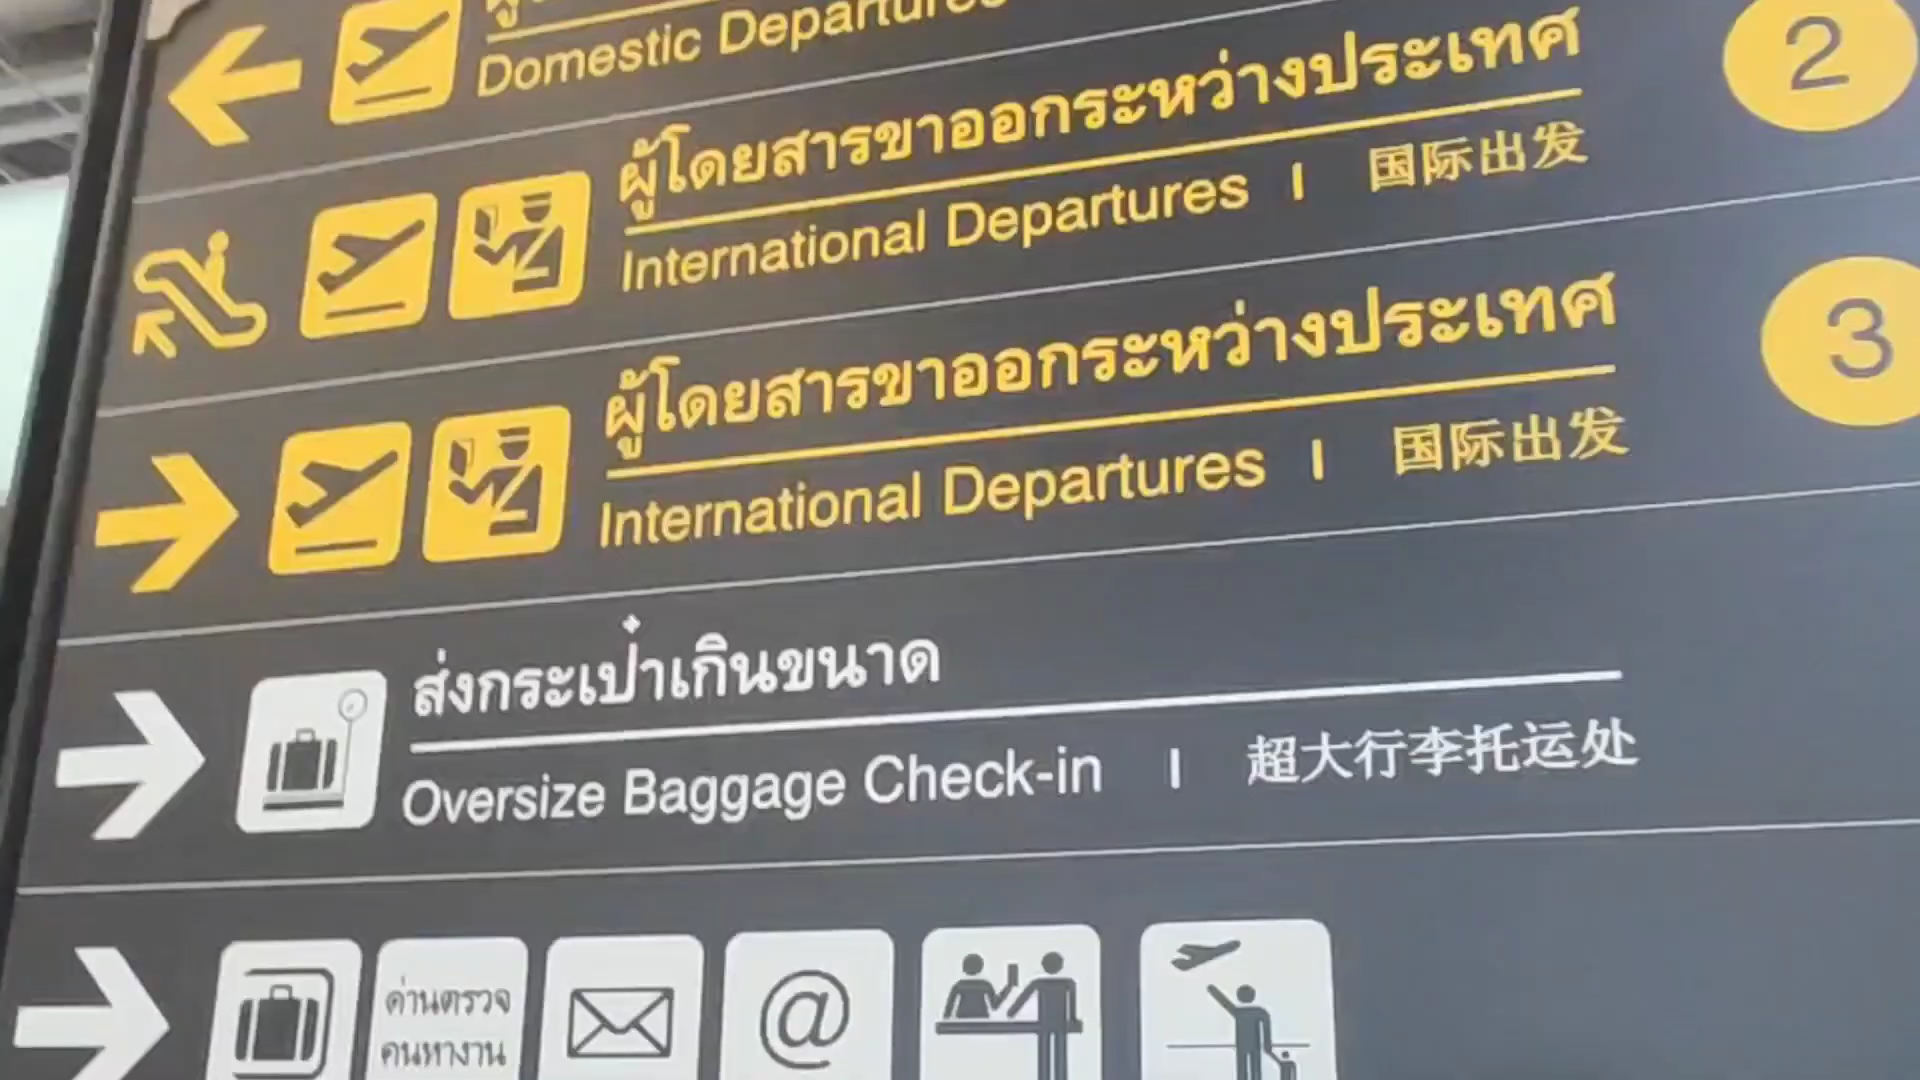 Domestic Departures
ผู้โดยสารขาออกระหว่างประเทศ
International Departures | 国际出发
2
ผู้โดยสารขาออกระหว่างประเทศ
International Departures | 国际出发
3
ส่งกระเป๋าเกินขนาด
Oversize Baggage Check-in | 超大行李托运处
ด่านตรวจ
คนหางาน
@